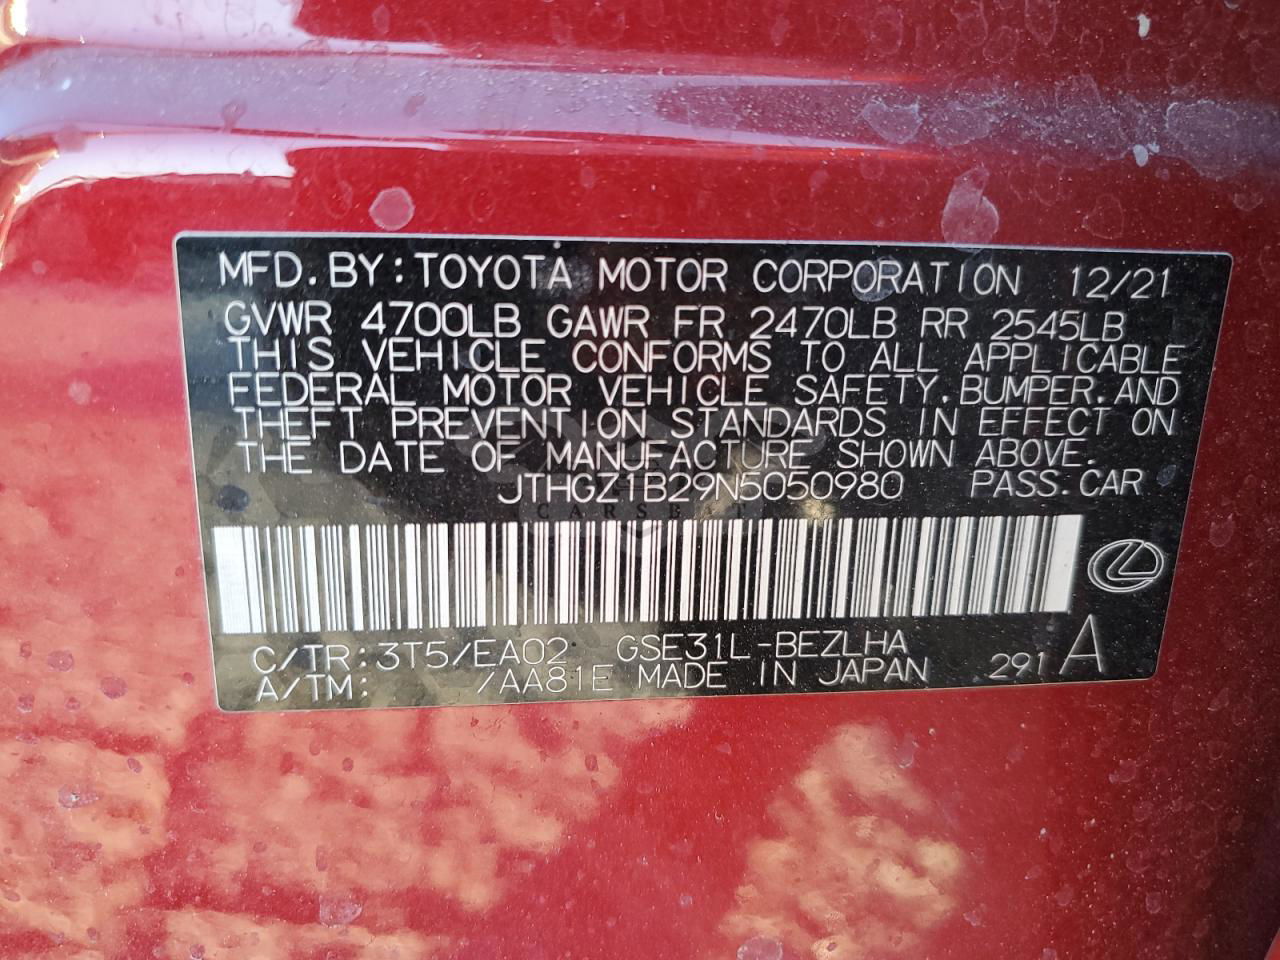 MFD. BY: TOYOTA MOTOR CORPORATION 12/21
GVWR 4700LB GAWR FR 2470LB RR 2545LB
THIS VEHICLE CONFORMS TO ALL APPLICABLE
FEDERAL MOTOR VEHICLE SAFETY, BUMPER, AND
THEFT PREVENTION STANDARDS IN EFFECT ON
THE DATE OF MANUFACTURE SHOWN ABOVE.
JTHGZ1B29N5050980 PASS. CAR
CARSBAT
C/TR: 3T5/EA02 GSE31L-BEZLHA
A/TM: /AA81E MADE IN JAPAN 291 A